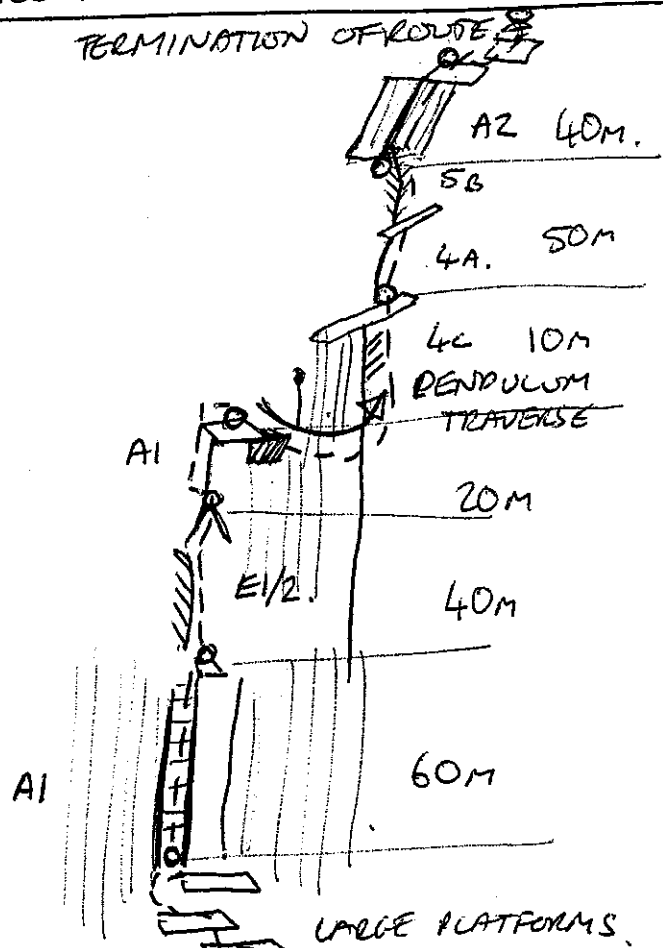 TERMINATION OF ROUTE
A2 40M.
5B
4A. 50M
4C 10M
PENDULUM
TRAVERSE
A1
20M
E1/2.
40M
A1
60M
LARGE PLATFORMS.